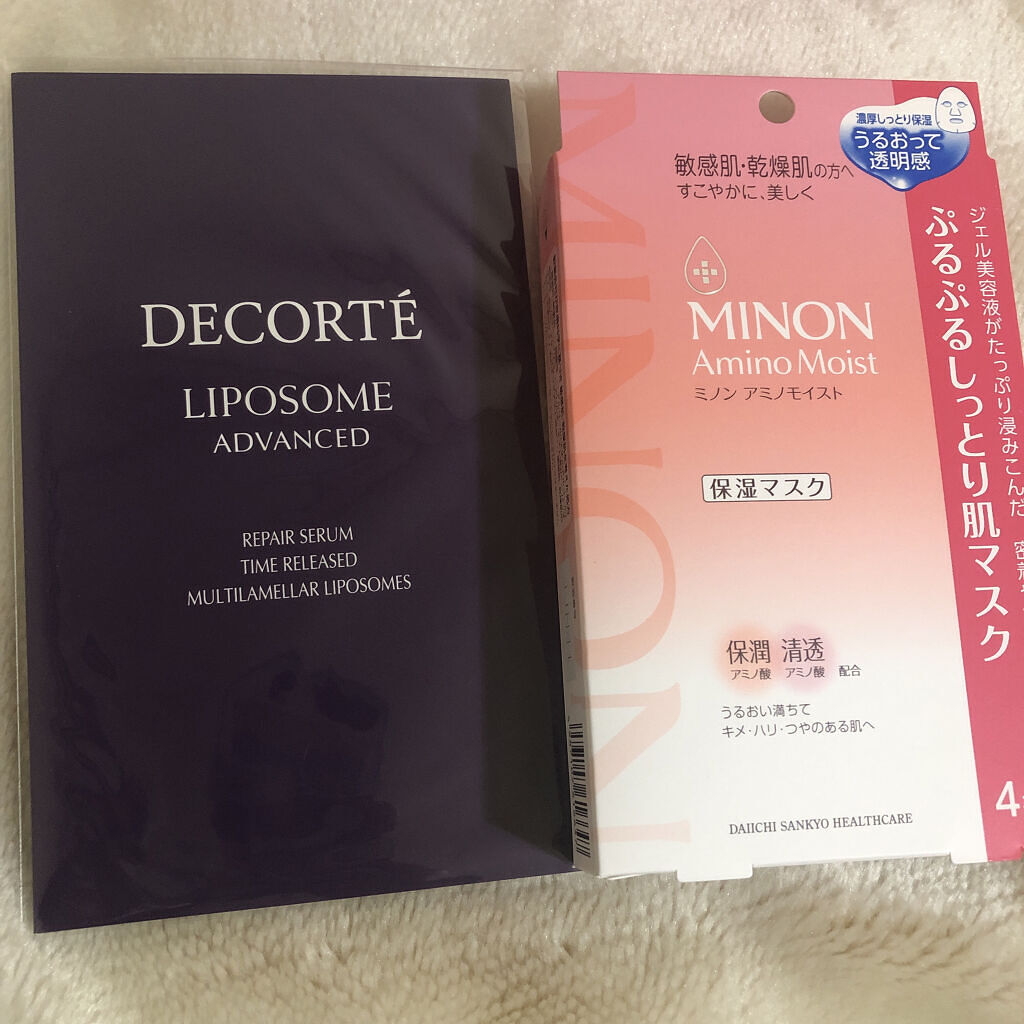 DECORTÉ
LIPOSOME
ADVANCED
REPAIR SERUM
TIME RELEASED
MULTILAMELLAR LIPOSOMES
MINON
敏感肌・乾燥肌の方へ
すこやかに、美しく
濃厚しっとり保湿
うるおって
透明感
MINON
Amino Moist
ミノン アミノモイスト
保湿マスク
保潤 清透
アミノ酸 アミノ酸 配合
うるおい満ちて
キメ・ハリ・つやのある肌へ
DAIICHI SANKYO HEALTHCARE
ジェル美容液がたっぷり浸みこんだ
ぷるぷるしっとり肌マスク
4